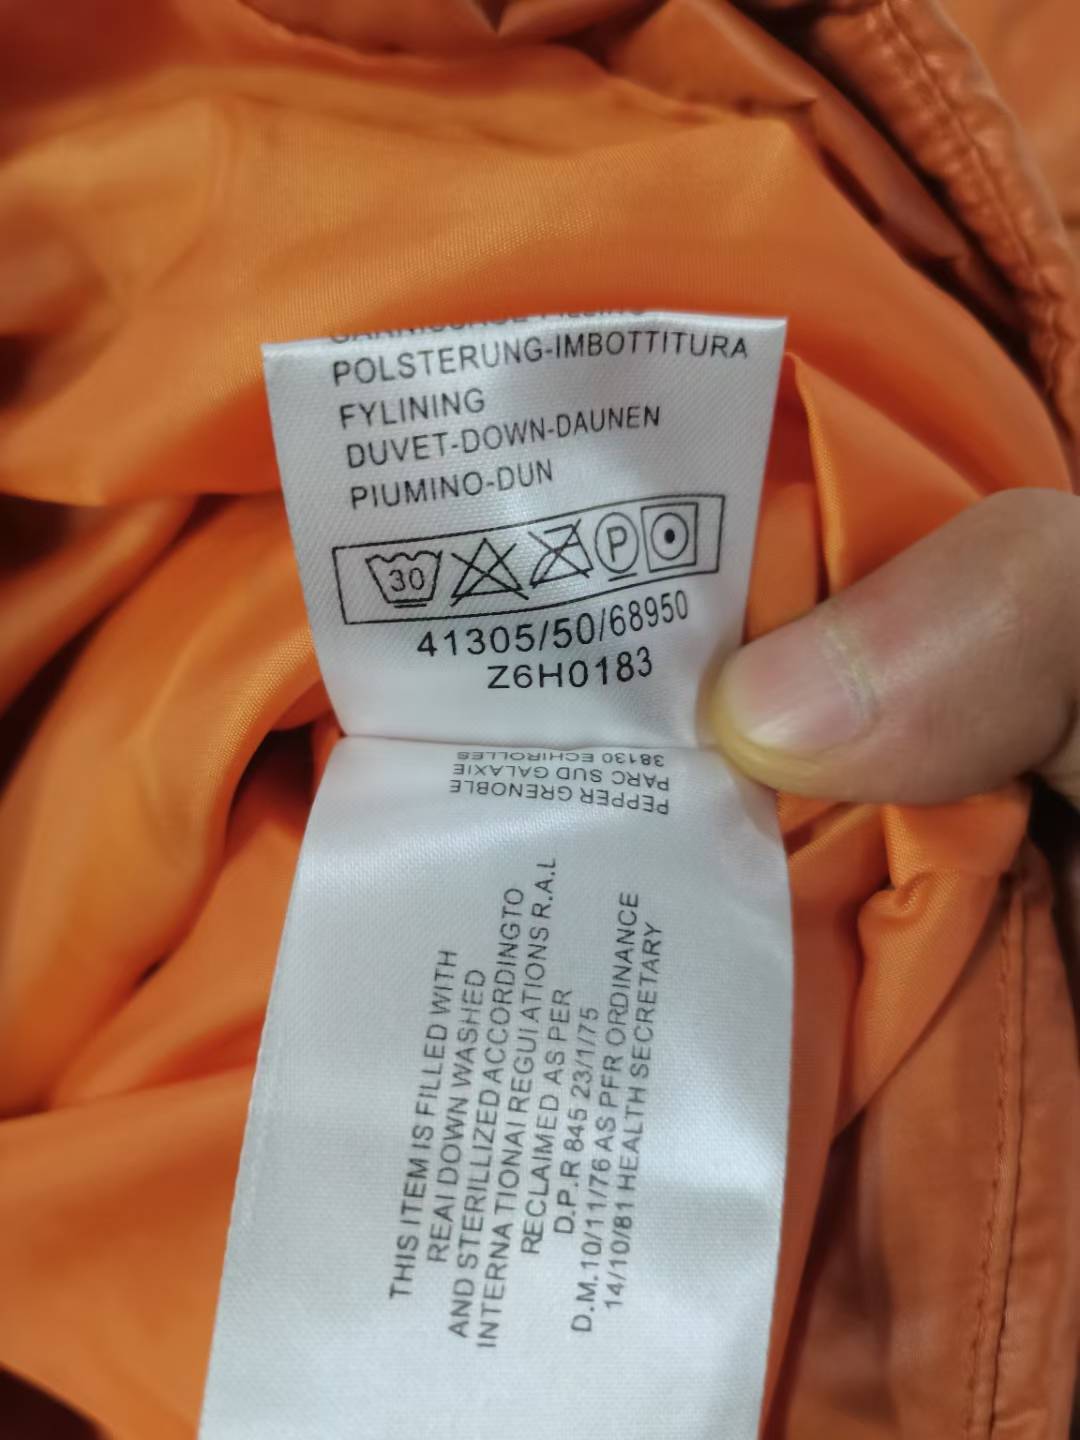 POLSTERUNG-IMBOTTITURA
FYLINING
DUVET-DOWN-DAUNEN
PIUMINO-DUN
30 P
41305/50/68950
Z6H0183
PEPPER GRENOBLE
PARC SUD GALAXIE
38130 ECHIROLLES
THIS ITEM IS FILLED WITH
REAI DOWN WASHED
AND STERILLIZED ACCORDINGTO
INTERNA TIONAI REGUI ATIONS R.A.L
RECLAIMED AS PER
D.P.R 845 23/1/75
D.M.10/11/76 AS PFR ORDINANCE
14/10/81 HEALTH SECRETARY